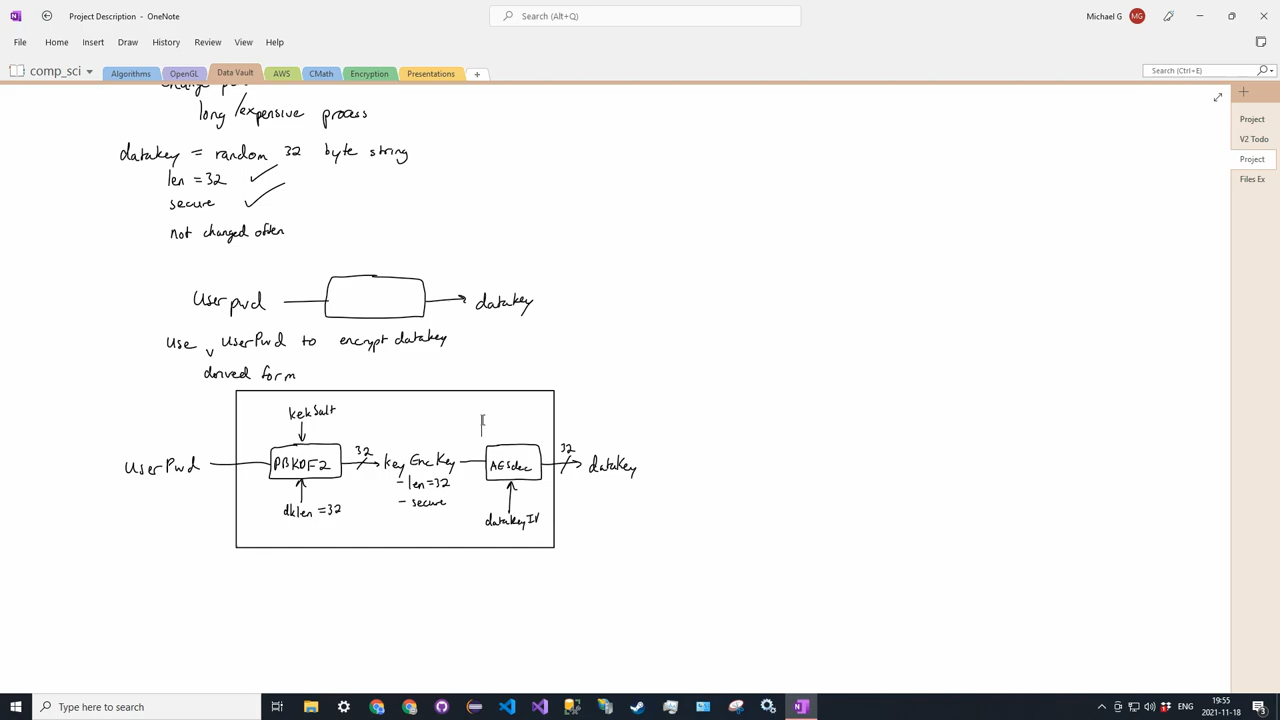 Project Description - OneNote
Search (Alt+Q)
Michael G
MG
File Home Insert Draw History Review View Help
comp_sci
Algorithms OpenGL Data Vault AWS CMath Encryption Presentations
Search (Ctrl+E)
Project
V2 Todo
Project
Files Ex
long/expensive process
datakey = random 32 byte string
len = 32
secure
not changed often
Userpwd
datakey
Use UserPwd to encrypt datakey
derived form
kekSalt
UserPwd
PBKDF2
32
key Enc Key
AESdec
32
datakey
- len=32
- secure
dklen = 32
datakeyIV
Type here to search
ENG
19:55
2021-11-18